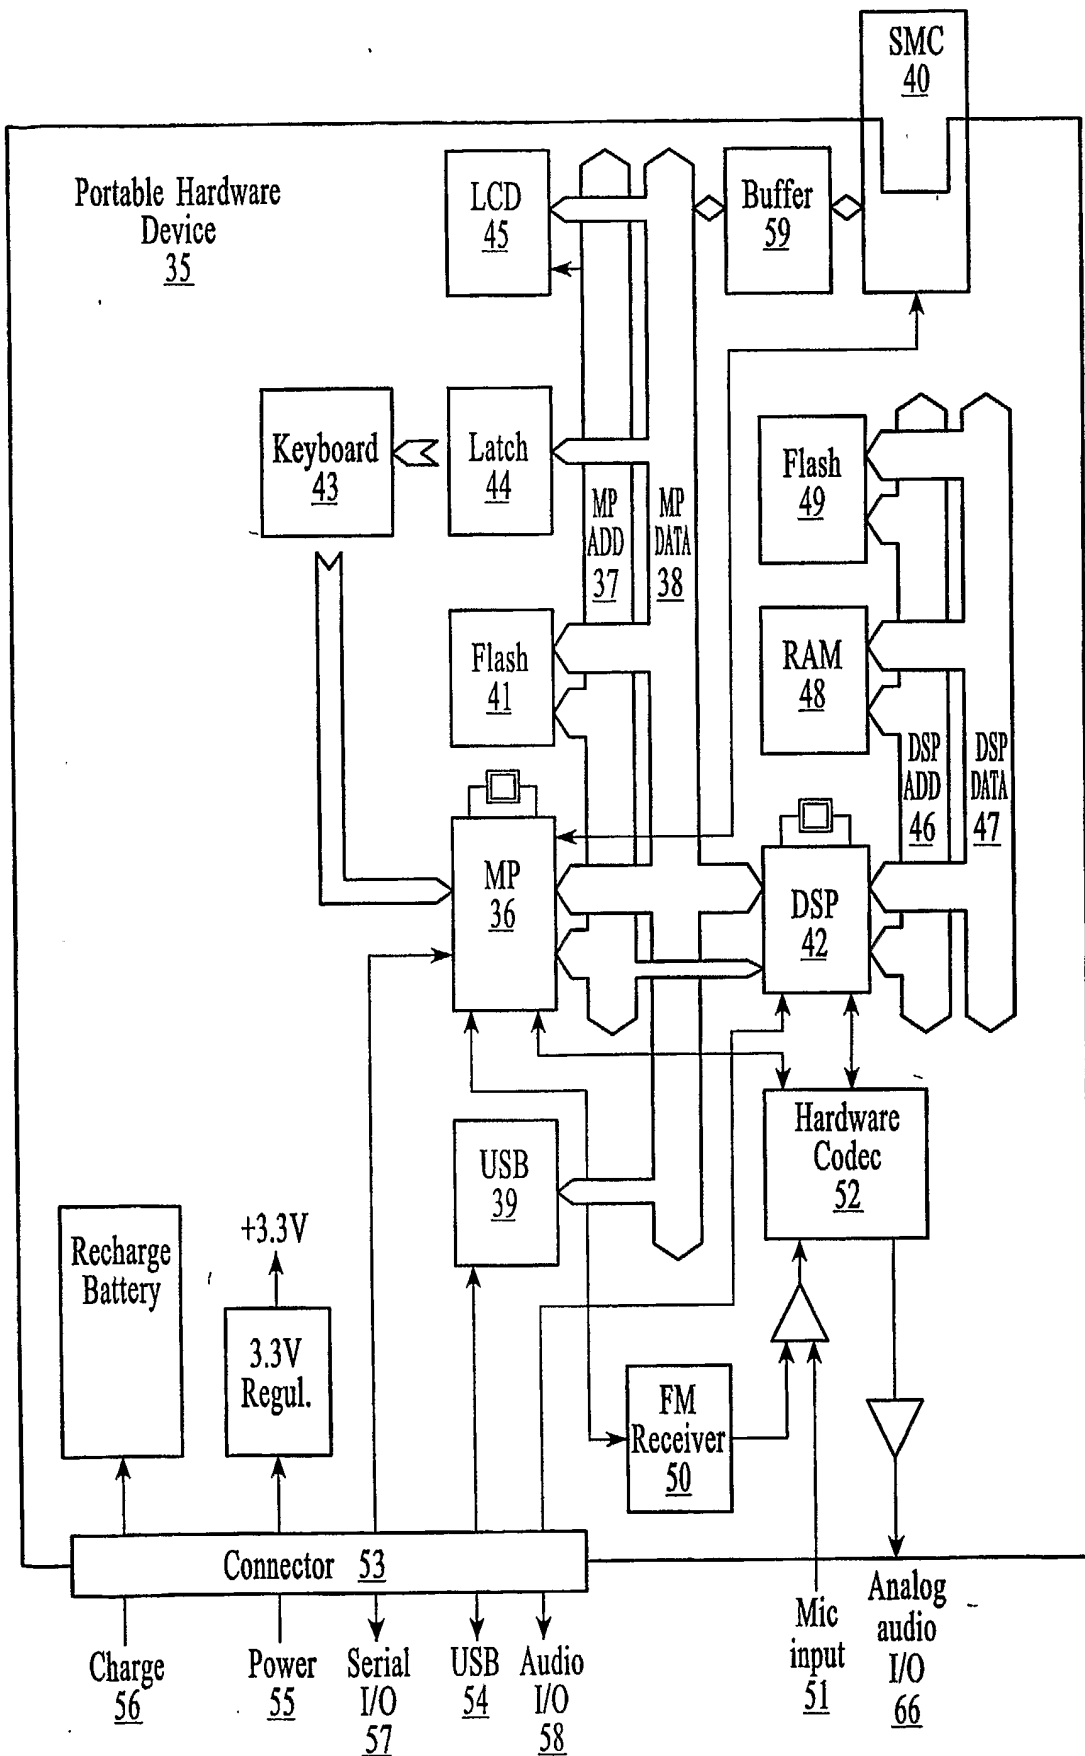 SMC
40
Portable Hardware
Device
35
LCD
45
Buffer
59
Keyboard
43
Latch
44
MP
ADD
37
MP
DATA
38
Flash
49
Flash
41
RAM
48
DSP
ADD
46
DSP
DATA
47
MP
36
DSP
42
USB
39
Hardware
Codec
52
Recharge
Battery
+3.3V
3.3V
Regul.
FM
Receiver
50
Connector 53
Charge
56
Power
55
Serial
I/O
57
USB
54
Audio
I/O
58
Mic
input
51
Analog
audio
I/O
66